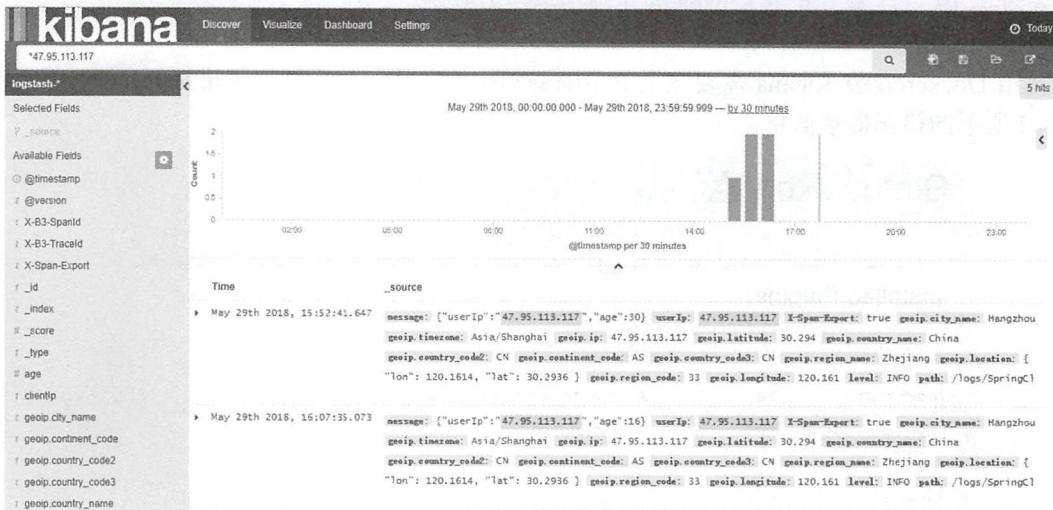 kibana
Discover Visualize Dashboard Settings
Today
*47.95.113.117
logstash-*
5 hits
Selected Fields
? _source
Available Fields
@timestamp
t @version
t X-B3-SpanId
t X-B3-TraceId
t X-Span-Export
t _id
t _index
# _score
t _type
# age
t clientIp
t geoip.city_name
t geoip.continent_code
t geoip.country_code2
t geoip.country_code3
t geoip.country_name
May 29th 2018, 00:00:00.000 - May 29th 2018, 23:59:59.999 — by 30 minutes
Count
2
1.5
1
0.5
0
02:00 05:00 08:00 11:00 14:00 17:00 20:00 23:00
@timestamp per 30 minutes
Time _source
May 29th 2018, 15:52:41.647
message: {"userIp":"47.95.113.117","age":30} userIp: 47.95.113.117 X-Span-Export: true geoip.city_name: Hangzhou
geoip.timezone: Asia/Shanghai geoip.ip: 47.95.113.117 geoip.latitude: 30.294 geoip.country_name: China
geoip.country_code2: CN geoip.continent_code: AS geoip.country_code3: CN geoip.region_name: Zhejiang geoip.location: {
"lon": 120.1614, "lat": 30.2936 } geoip.region_code: 33 geoip.longitude: 120.161 level: INFO path: /logs/SpringCl
May 29th 2018, 16:07:35.073
message: {"userIp":"47.95.113.117","age":16} userIp: 47.95.113.117 X-Span-Export: true geoip.city_name: Hangzhou
geoip.timezone: Asia/Shanghai geoip.ip: 47.95.113.117 geoip.latitude: 30.294 geoip.country_name: China
geoip.country_code2: CN geoip.continent_code: AS geoip.country_code3: CN geoip.region_name: Zhejiang geoip.location: {
"lon": 120.1614, "lat": 30.2936 } geoip.region_code: 33 geoip.longitude: 120.161 level: INFO path: /logs/SpringCl